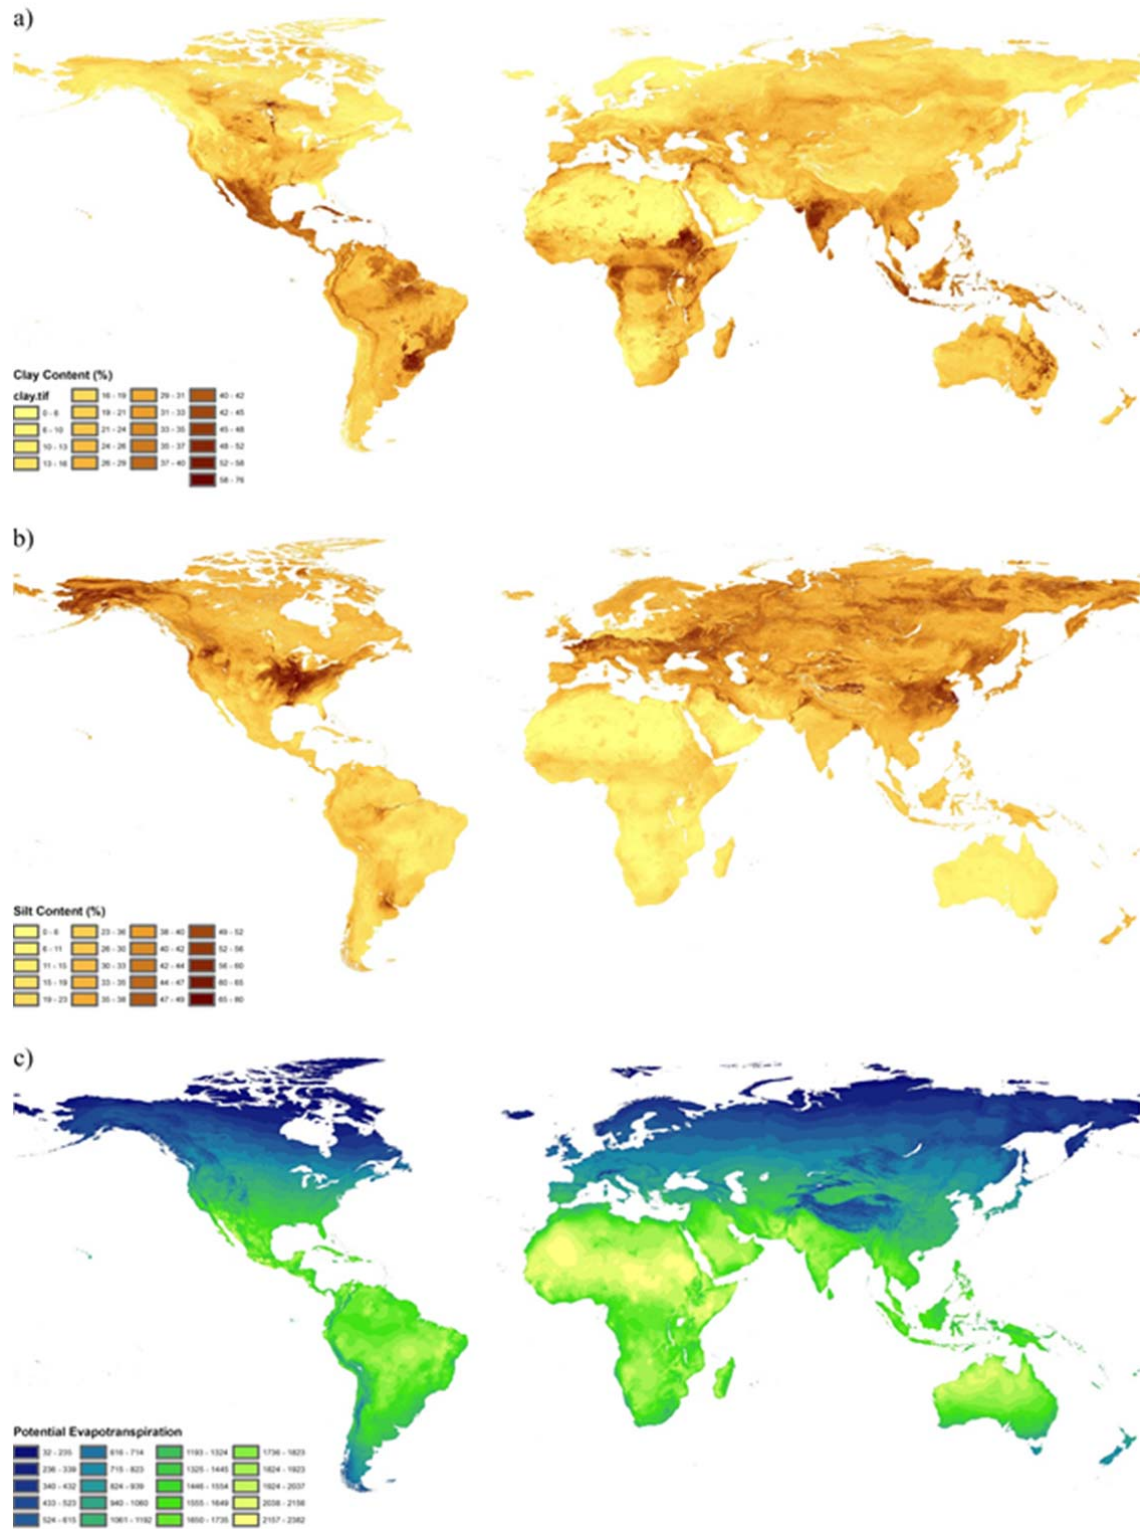 a)
Clay Content (%)
clay.tif
0 - 6
6 - 10
10 - 13
13 - 16
16 - 19
19 - 21
21 - 24
24 - 26
26 - 29
29 - 31
31 - 33
33 - 35
35 - 37
37 - 40
40 - 42
42 - 45
45 - 48
48 - 52
52 - 58
58 - 76
b)
Silt Content (%)
0 - 6
6 - 11
11 - 15
15 - 19
19 - 23
23 - 36
26 - 30
30 - 33
33 - 35
35 - 38
38 - 40
40 - 42
42 - 44
44 - 47
47 - 49
49 - 52
52 - 56
56 - 60
60 - 65
65 - 80
c)
Potential Evapotranspiration
32 - 235
236 - 339
340 - 432
433 - 523
524 - 615
616 - 714
715 - 823
824 - 939
940 - 1060
1061 - 1192
1193 - 1324
1325 - 1445
1446 - 1554
1555 - 1649
1650 - 1735
1736 - 1823
1824 - 1923
1924 - 2037
2038 - 2156
2157 - 2382